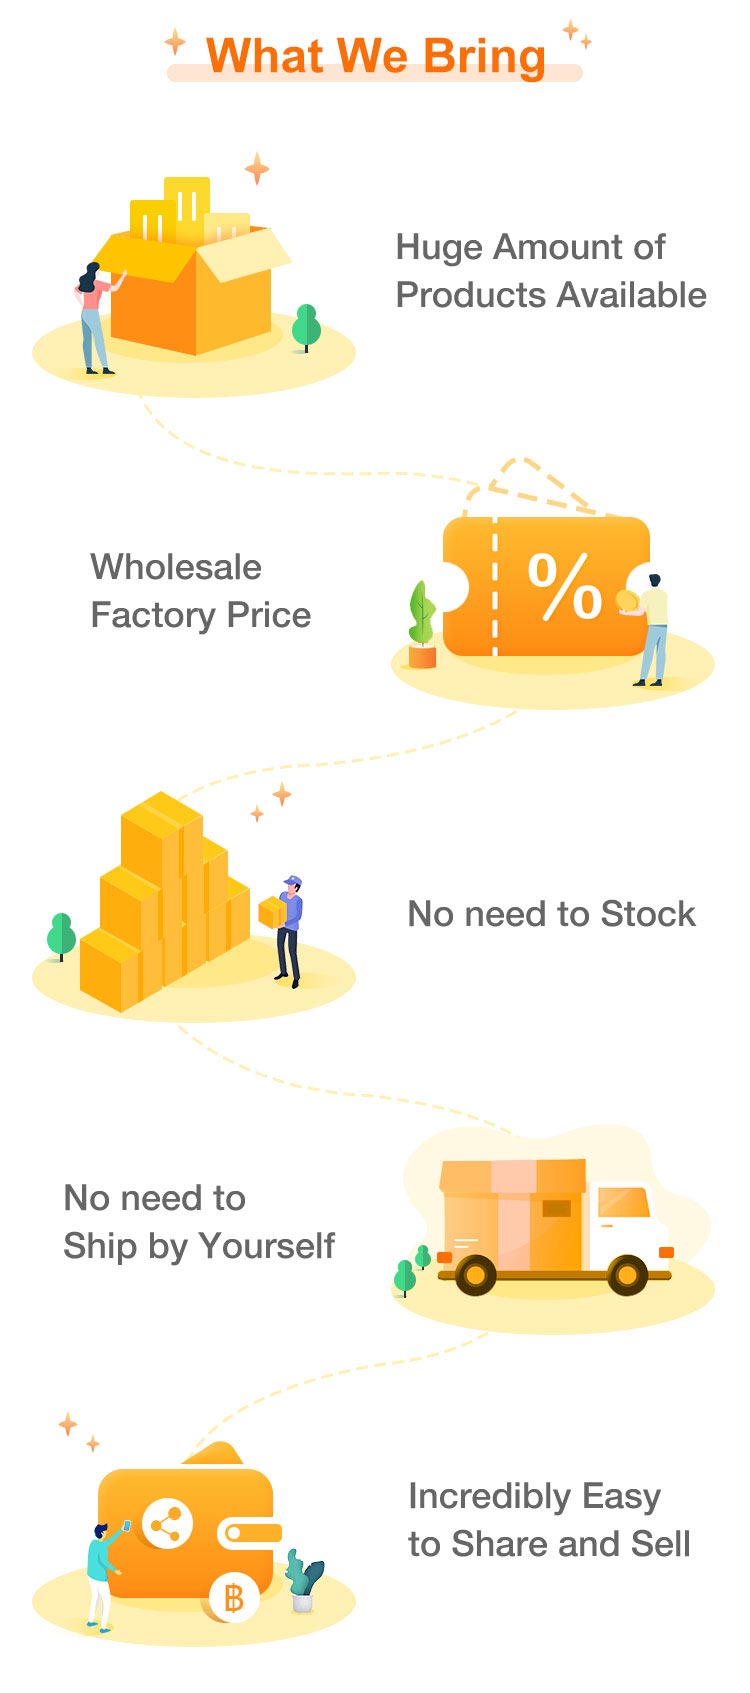 What We Bring
Huge Amount of
Products Available
%
Wholesale
Factory Price
No need to Stock
No need to
Ship by Yourself
Incredibly Easy
to Share and Sell
฿